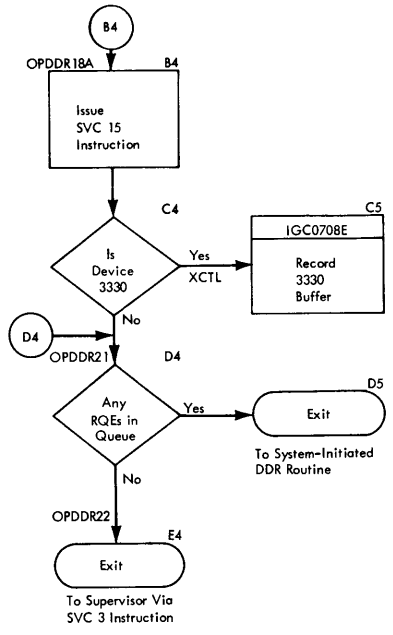 B4
OPDDR18A
B4
Issue
SVC 15
Instruction
C4
Is
Device
3330
Yes
XCTL
C5
IGC0708E
Record
3330
Buffer
No
D4
OPDDR21
D4
Any
RQEs in
Queue
Yes
D5
Exit
To System-Initiated
DDR Routine
No
OPDDR22
E4
Exit
To Supervisor Via
SVC 3 Instruction